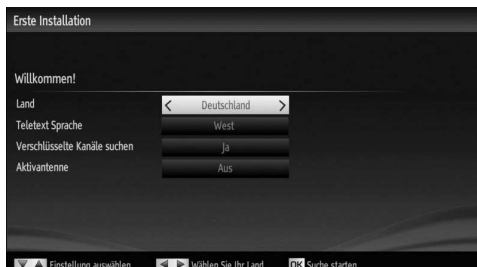 Erste Installation
Willkommen!
Land < Deutschland >
Teletext Sprache West
Verschlüsselte Kanäle suchen Ja
Aktivantenne Aus
Einstellung auswählen Wählen Sie Ihr Land OK Suche starten